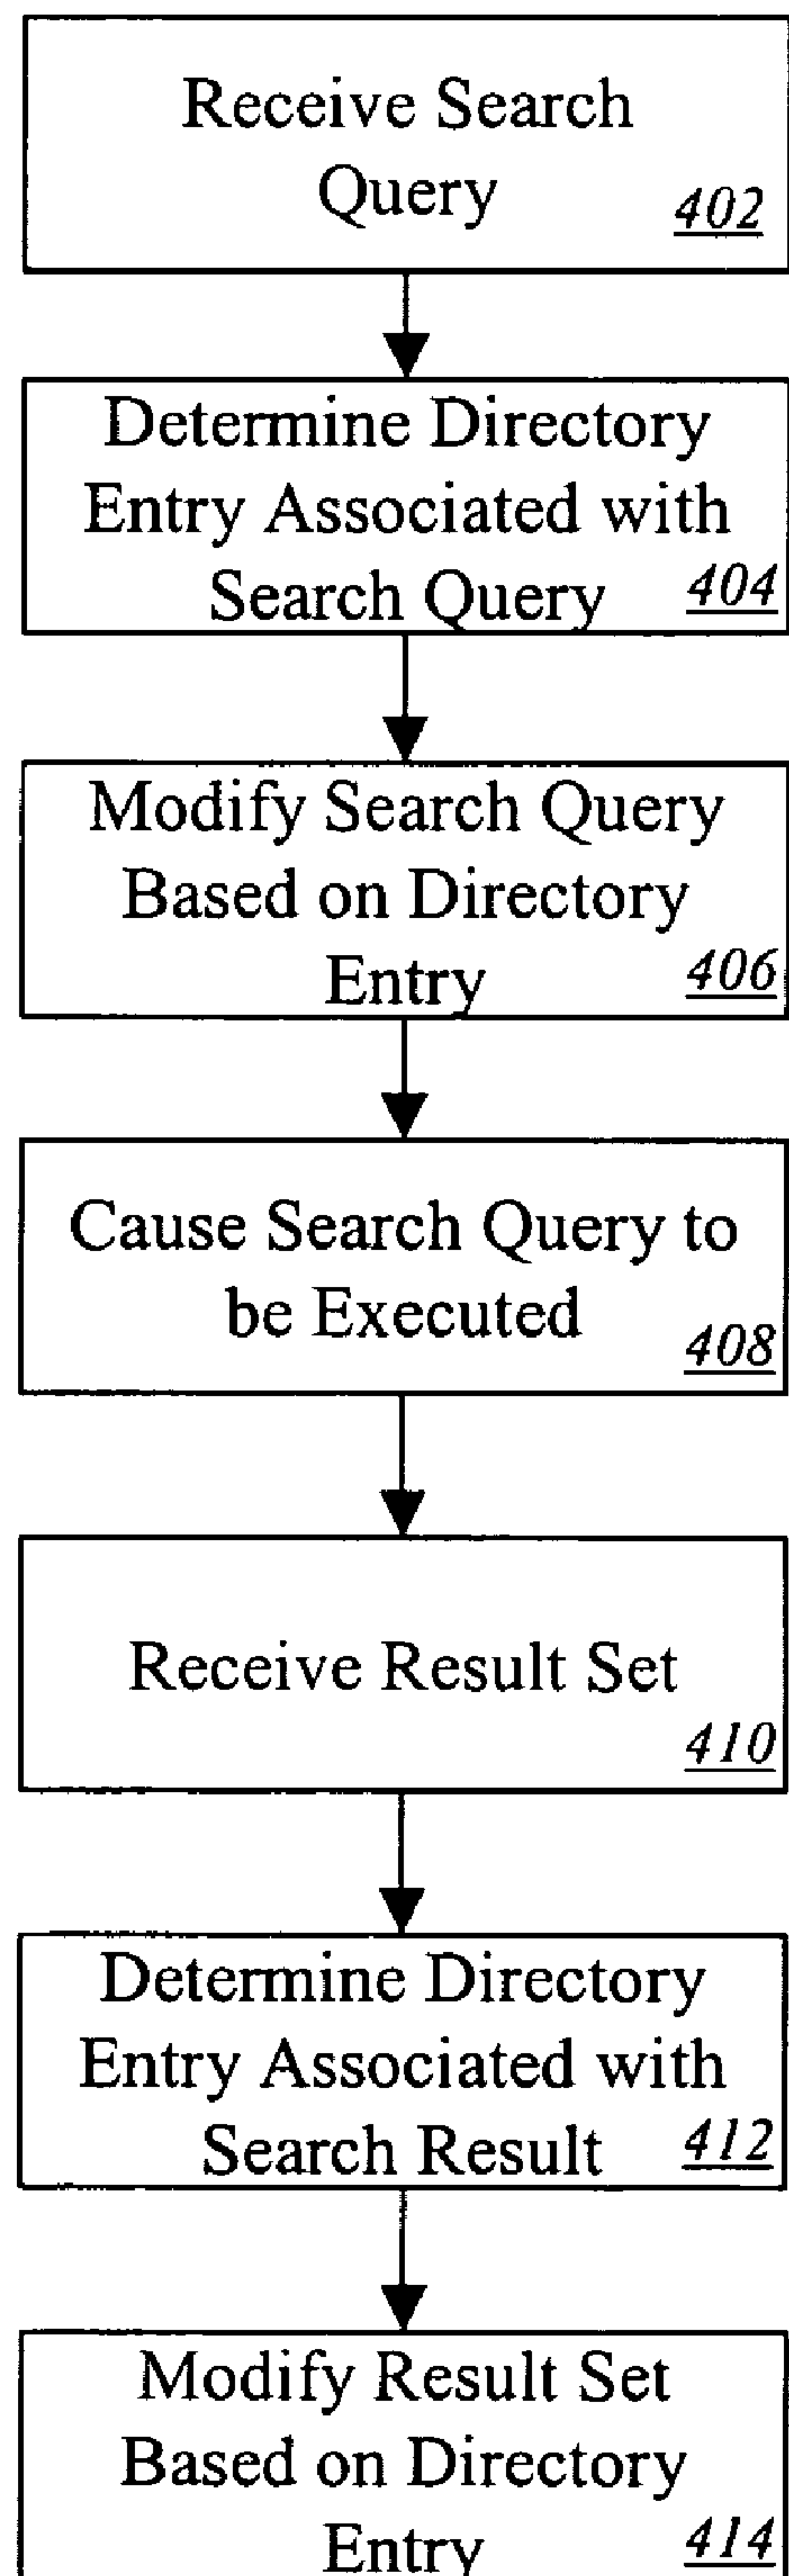 Receive Search
Query
402
Determine Directory
Entry Associated with
Search Query
404
Modify Search Query
Based on Directory
Entry
406
Cause Search Query to
be Executed
408
Receive Result Set
410
Determine Directory
Entry Associated with
Search Result
412
Modify Result Set
Based on Directory
Entry
414